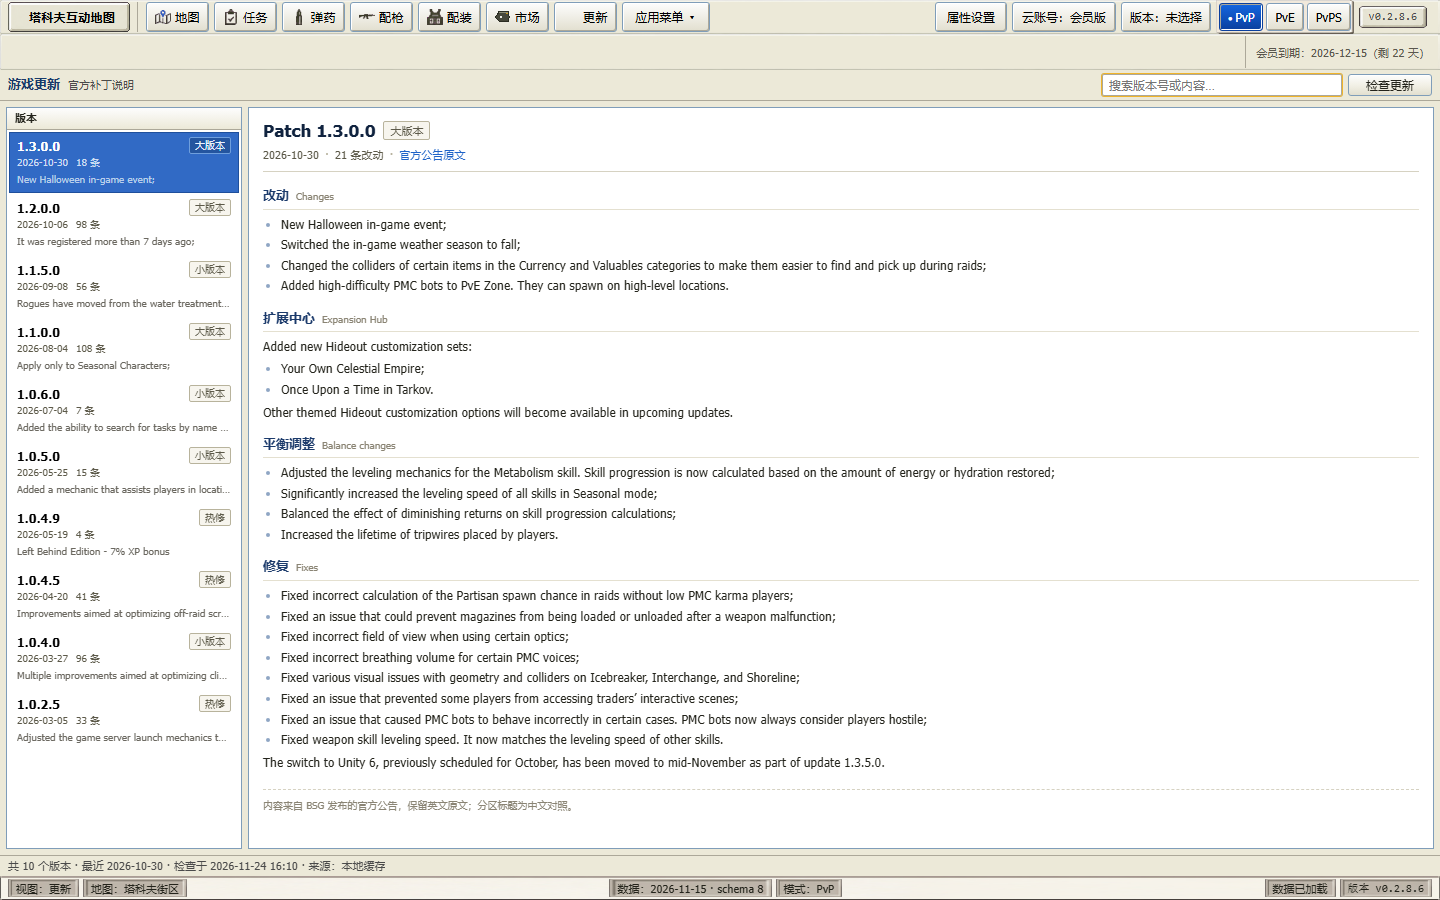 塔科夫互动地图 地图 任务 弹药 配枪 配装 市场 更新 应用菜单 ▾ 属性设置 云账号: 会员版 版本: 未选择 • PvP PvE PvPS v0.2.8.6
会员到期: 2026-12-15 (剩 22 天)
游戏更新 官方补丁说明 搜索版本号或内容... 检查更新
版本
1.3.0.0 大版本
2026-10-30 18 条
New Halloween in-game event;
1.2.0.0 大版本
2026-10-06 98 条
It was registered more than 7 days ago;
1.1.5.0 小版本
2026-09-08 56 条
Rogues have moved from the water treatment...
1.1.0.0 大版本
2026-08-04 108 条
Apply only to Seasonal Characters;
1.0.6.0 小版本
2026-07-04 7 条
Added the ability to search for tasks by name ...
1.0.5.0 小版本
2026-05-25 15 条
Added a mechanic that assists players in locati...
1.0.4.9 热修
2026-05-19 4 条
Left Behind Edition - 7% XP bonus
1.0.4.5 热修
2026-04-20 41 条
Improvements aimed at optimizing off-raid scr...
1.0.4.0 小版本
2026-03-27 96 条
Multiple improvements aimed at optimizing cli...
1.0.2.5 热修
2026-03-05 33 条
Adjusted the game server launch mechanics t...
Patch 1.3.0.0 大版本
2026-10-30 · 21 条改动 · 官方公告原文
改动 Changes
• New Halloween in-game event;
• Switched the in-game weather season to fall;
• Changed the colliders of certain items in the Currency and Valuables categories to make them easier to find and pick up during raids;
• Added high-difficulty PMC bots to PvE Zone. They can spawn on high-level locations.
扩展中心 Expansion Hub
Added new Hideout customization sets:
• Your Own Celestial Empire;
• Once Upon a Time in Tarkov.
Other themed Hideout customization options will become available in upcoming updates.
平衡调整 Balance changes
• Adjusted the leveling mechanics for the Metabolism skill. Skill progression is now calculated based on the amount of energy or hydration restored;
• Significantly increased the leveling speed of all skills in Seasonal mode;
• Balanced the effect of diminishing returns on skill progression calculations;
• Increased the lifetime of tripwires placed by players.
修复 Fixes
• Fixed incorrect calculation of the Partisan spawn chance in raids without low PMC karma players;
• Fixed an issue that could prevent magazines from being loaded or unloaded after a weapon malfunction;
• Fixed incorrect field of view when using certain optics;
• Fixed incorrect breathing volume for certain PMC voices;
• Fixed various visual issues with geometry and colliders on Icebreaker, Interchange, and Shoreline;
• Fixed an issue that prevented some players from accessing traders’ interactive scenes;
• Fixed an issue that caused PMC bots to behave incorrectly in certain cases. PMC bots now always consider players hostile;
• Fixed weapon skill leveling speed. It now matches the leveling speed of other skills.
The switch to Unity 6, previously scheduled for October, has been moved to mid-November as part of update 1.3.5.0.
内容来自 BSG 发布的官方公告，保留英文原文；分区标题为中文对照。
共 10 个版本 · 最近 2026-10-30 · 检查于 2026-11-24 16:10 · 来源: 本地缓存
视图: 更新 地图: 塔科夫街区 数据: 2026-11-15 · schema 8 模式: PvP 数据已加载 版本 v0.2.8.6